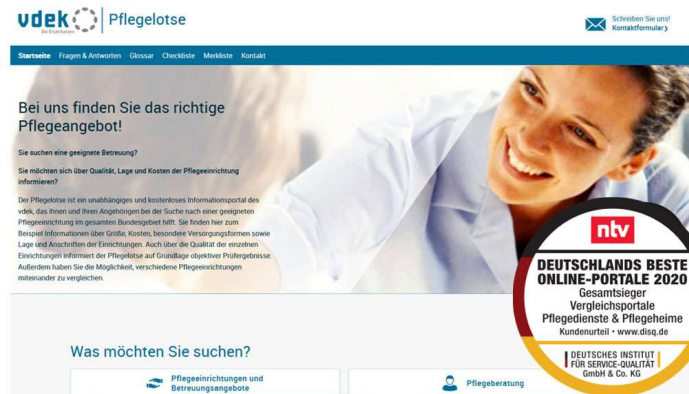 vdek
Die Ersatzkassen
Pflegelotse
Schreiben Sie uns!
Kontaktformular
Startseite Fragen & Antworten Glossar Checkliste Merkliste Kontakt
Bei uns finden Sie das richtige
Pflegeangebot!
Sie suchen eine geeignete Betreuung?
Sie möchten sich über Qualität, Lage und Kosten der Pflegeeinrichtung
informieren?
Der Pflegelotse ist ein unabhängiges und kostenloses Informationsportal des
vdek, das Ihnen und Ihren Angehörigen bei der Suche nach einer geeigneten
Pflegeeinrichtung im gesamten Bundesgebiet hilft. Sie finden hier zum
Beispiel Informationen über Größe, Kosten, besondere Versorgungsformen sowie
Lage und Anschriften der Einrichtungen. Auch über die Qualität der einzelnen
Einrichtungen informiert der Pflegelotse auf Grundlage objektiver Prüfergebnisse.
Außerdem haben Sie die Möglichkeit, verschiedene Pflegeeinrichtungen
miteinander zu vergleichen.
ntv
DEUTSCHLANDS BESTE
ONLINE-PORTALE 2020
Gesamtsieger
Vergleichsportale
Pflegedienste & Pflegeheime
Kundenurteil • www.disq.de
DEUTSCHES INSTITUT
FÜR SERVICE-QUALITÄT
GmbH & Co. KG
Was möchten Sie suchen?
Pflegeeinrichtungen und
Betreuungsangebote
Pflegeberatung